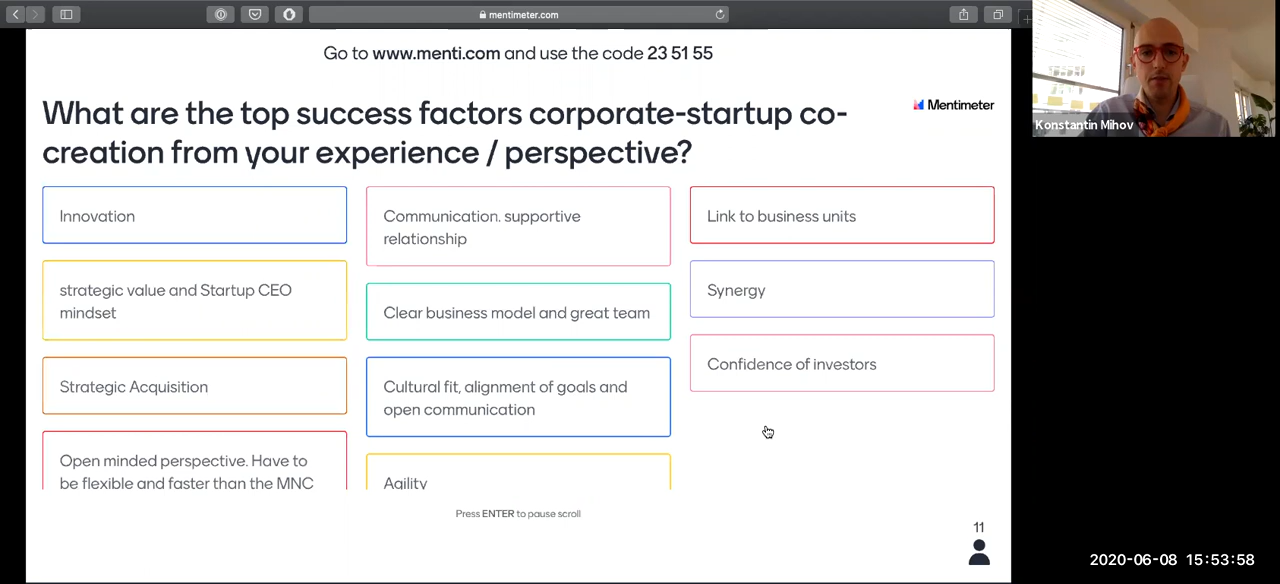 mentimeter.com
Go to www.menti.com and use the code 23 51 55
What are the top success factors corporate-startup co-
creation from your experience / perspective?
Mentimeter
Konstantin Mihov
Innovation
strategic value and Startup CEO
mindset
Strategic Acquisition
Open minded perspective. Have to
be flexible and faster than the MNC
Communication. supportive
relationship
Clear business model and great team
Cultural fit, alignment of goals and
open communication
Agility
Link to business units
Synergy
Confidence of investors
Press ENTER to pause scroll
11
2020-06-08 15:53:58